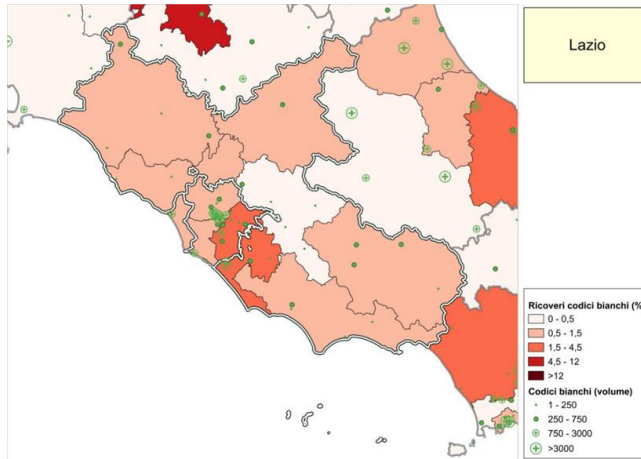 Lazio
Ricoveri codici bianchi (%
0 - 0,5
0,5 - 1,5
1,5 - 4,5
4,5 - 12
>12
Codici bianchi (volume)
1 - 250
250 - 750
750 - 3000
>3000